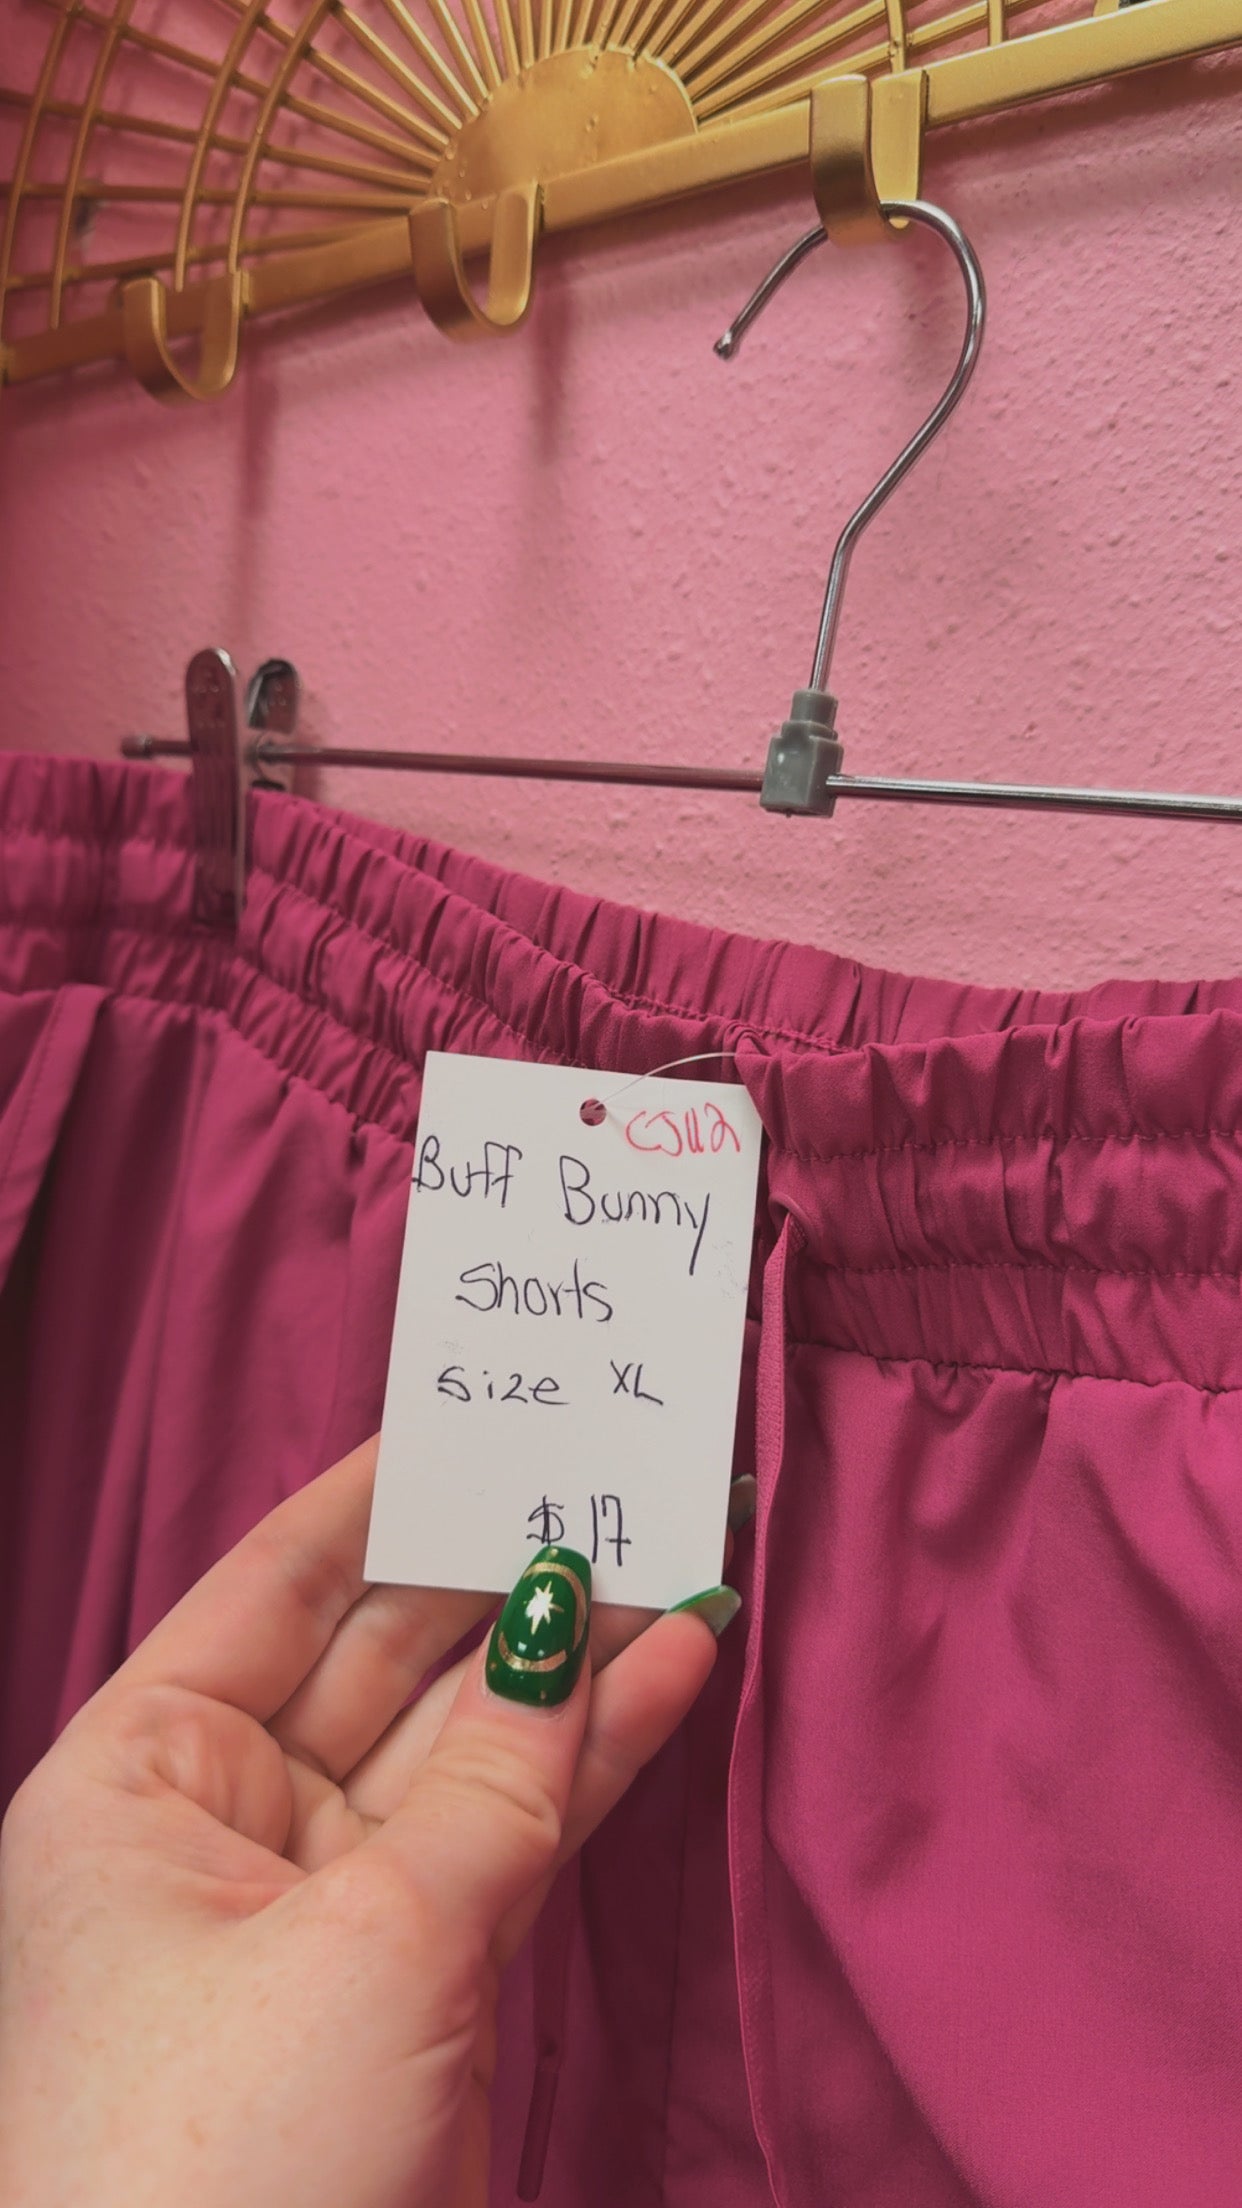 CJ112
Buff Bunny
Shorts
Size XL
$17